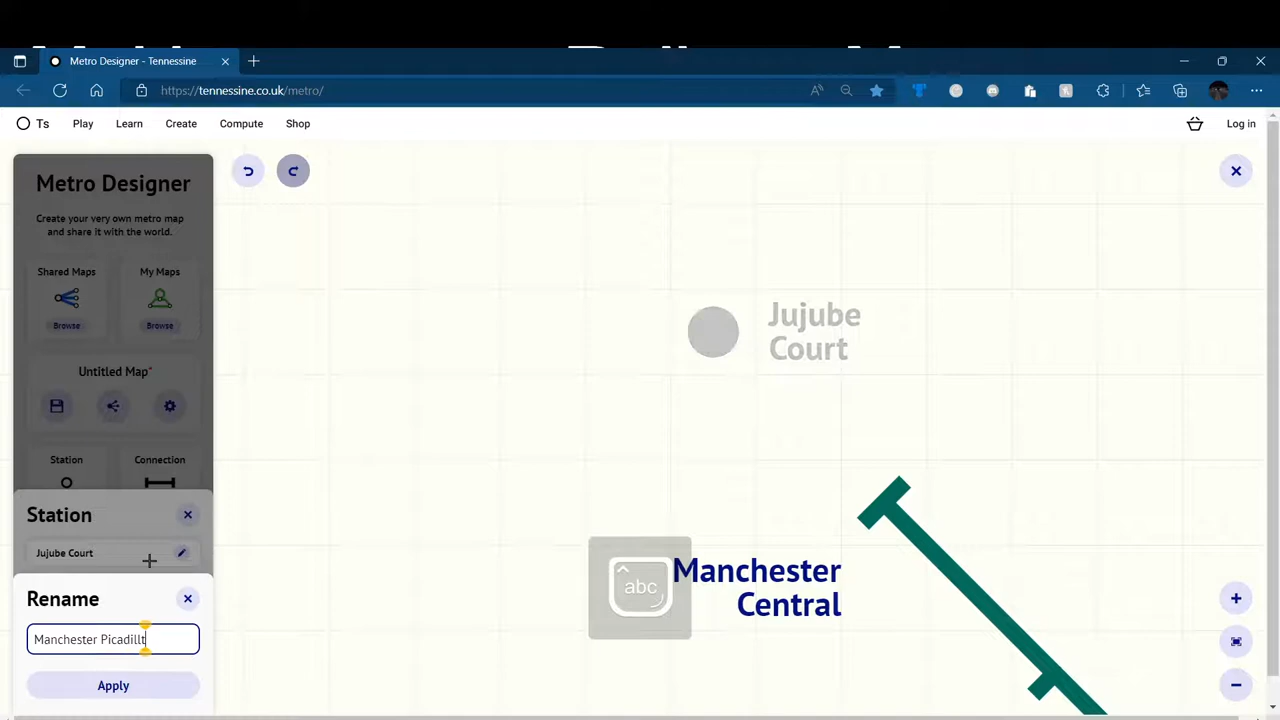 Metro Designer - Tennessine
https://tennessine.co.uk/metro/
Ts Play Learn Create Compute Shop Log in
Metro Designer
Create your very own metro map
and share it with the world.
Shared Maps My Maps
Browse Browse
Untitled Map*
Station Connection
Station
Jujube Court
Rename
Manchester Picadillt
Apply
Jujube
Court
abc
Manchester
Central